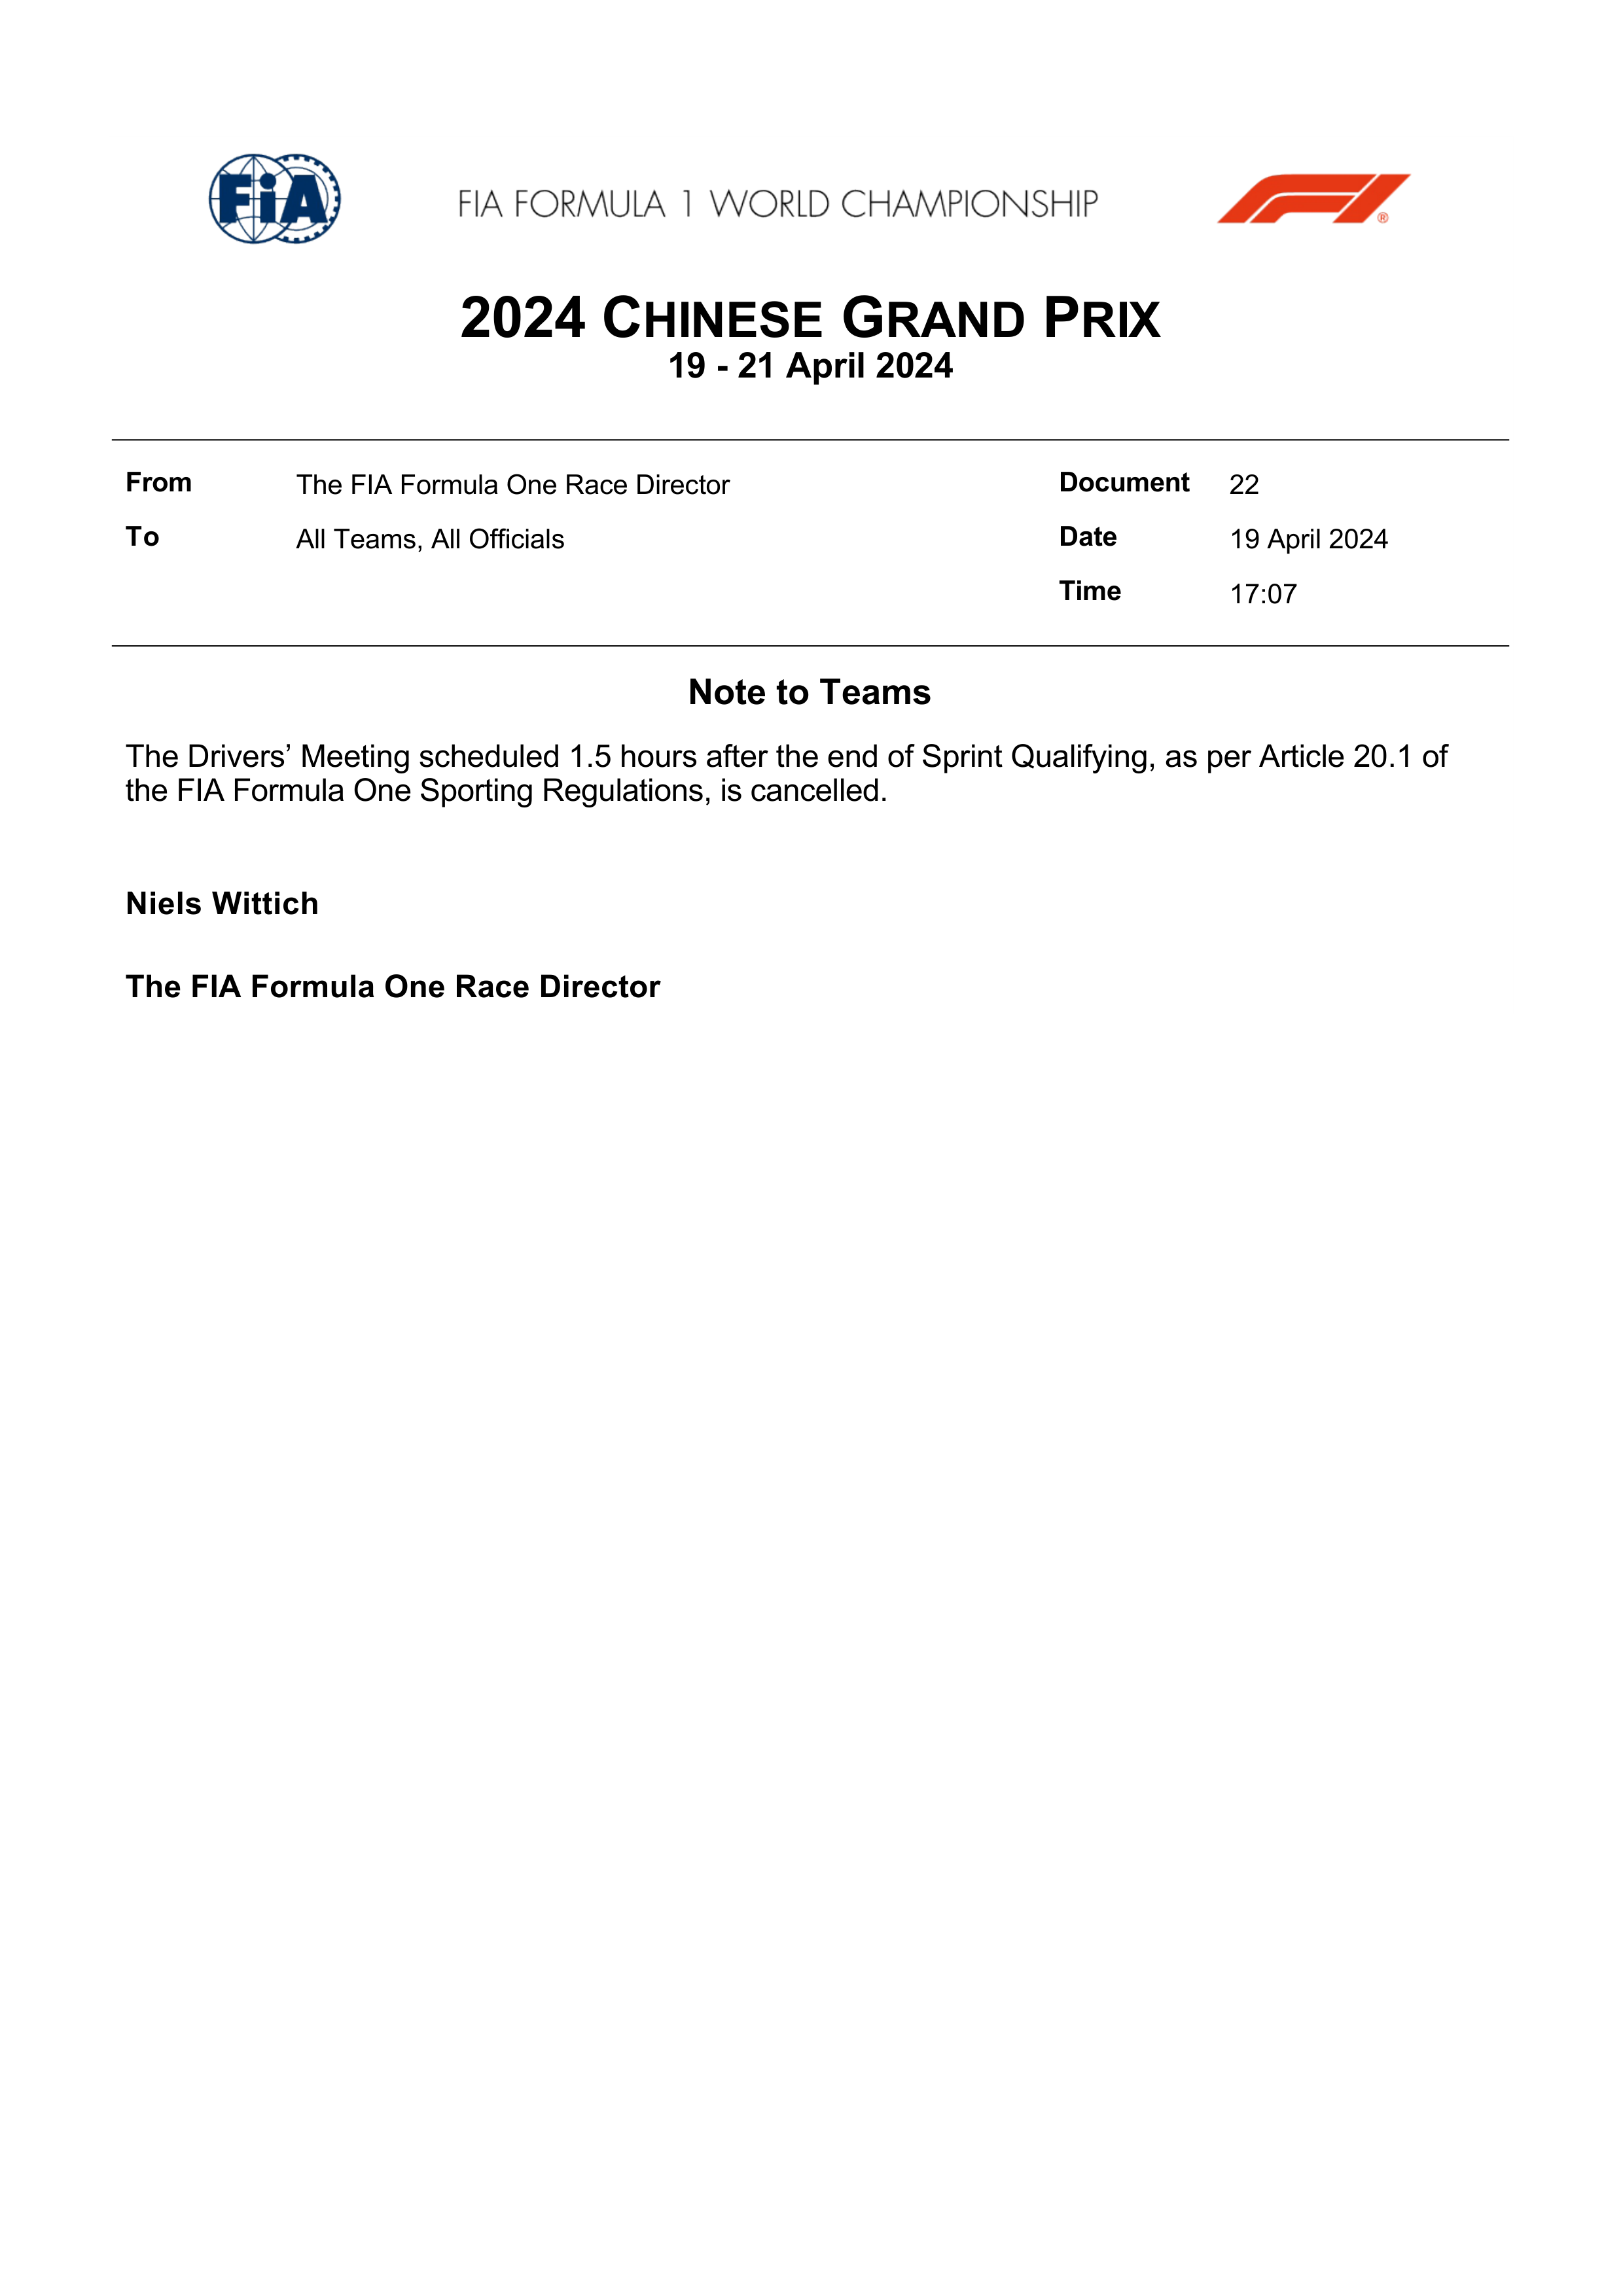 FiA
FIA FORMULA 1 WORLD CHAMPIONSHIP
F1®
2024 CHINESE GRAND PRIX
19 - 21 April 2024
From The FIA Formula One Race Director Document 22
To All Teams, All Officials Date 19 April 2024
Time 17:07
Note to Teams
The Drivers’ Meeting scheduled 1.5 hours after the end of Sprint Qualifying, as per Article 20.1 of
the FIA Formula One Sporting Regulations, is cancelled.
Niels Wittich
The FIA Formula One Race Director